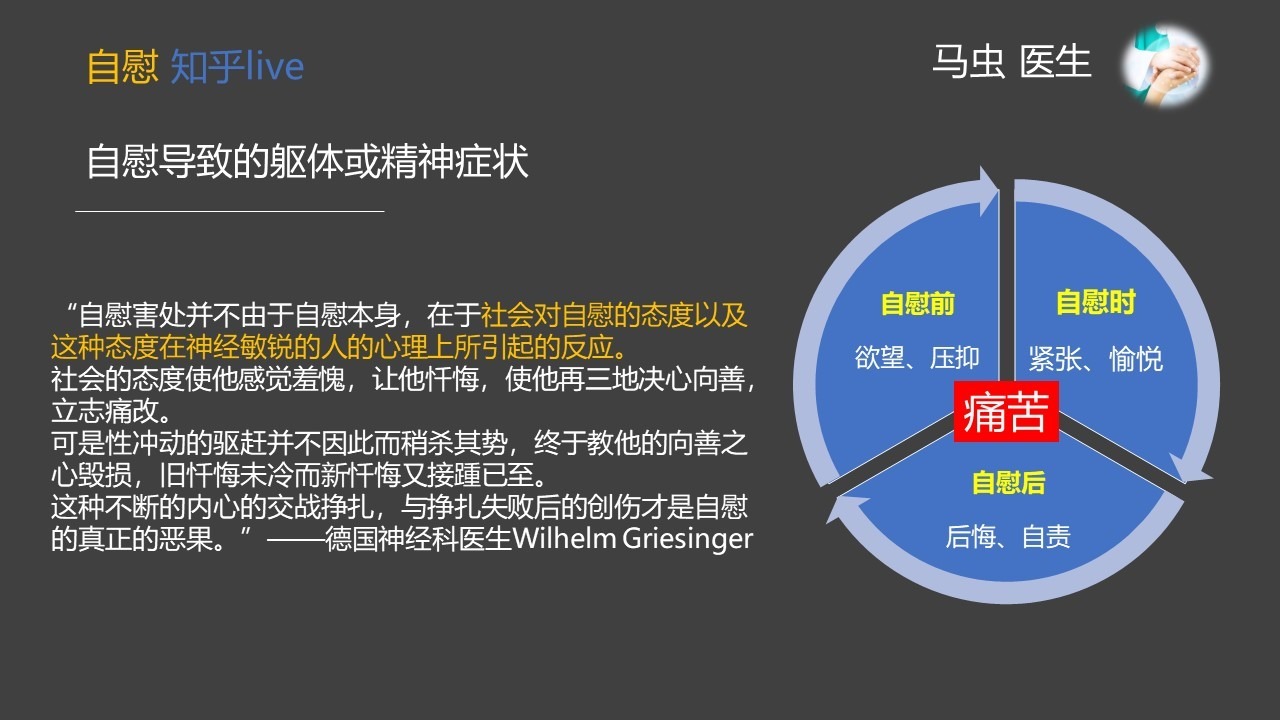 自慰 知乎live
马虫 医生
自慰导致的躯体或精神症状
“自慰害处并不由于自慰本身，在于社会对自慰的态度以及
这种态度在神经敏锐的人的心理上所引起的反应。
社会的态度使他感觉羞愧，让他忏悔，使他再三地决心向善，
立志痛改。
可是性冲动的驱赶并不因此而稍杀其势，终于教他的向善之
心毁损，旧忏悔未冷而新忏悔又接踵已至。
这种不断的内心的交战挣扎，与挣扎失败后的创伤才是自慰
的真正的恶果。”——德国神经科医生Wilhelm Griesinger
自慰前
欲望、压抑
自慰时
紧张、愉悦
痛苦
自慰后
后悔、自责